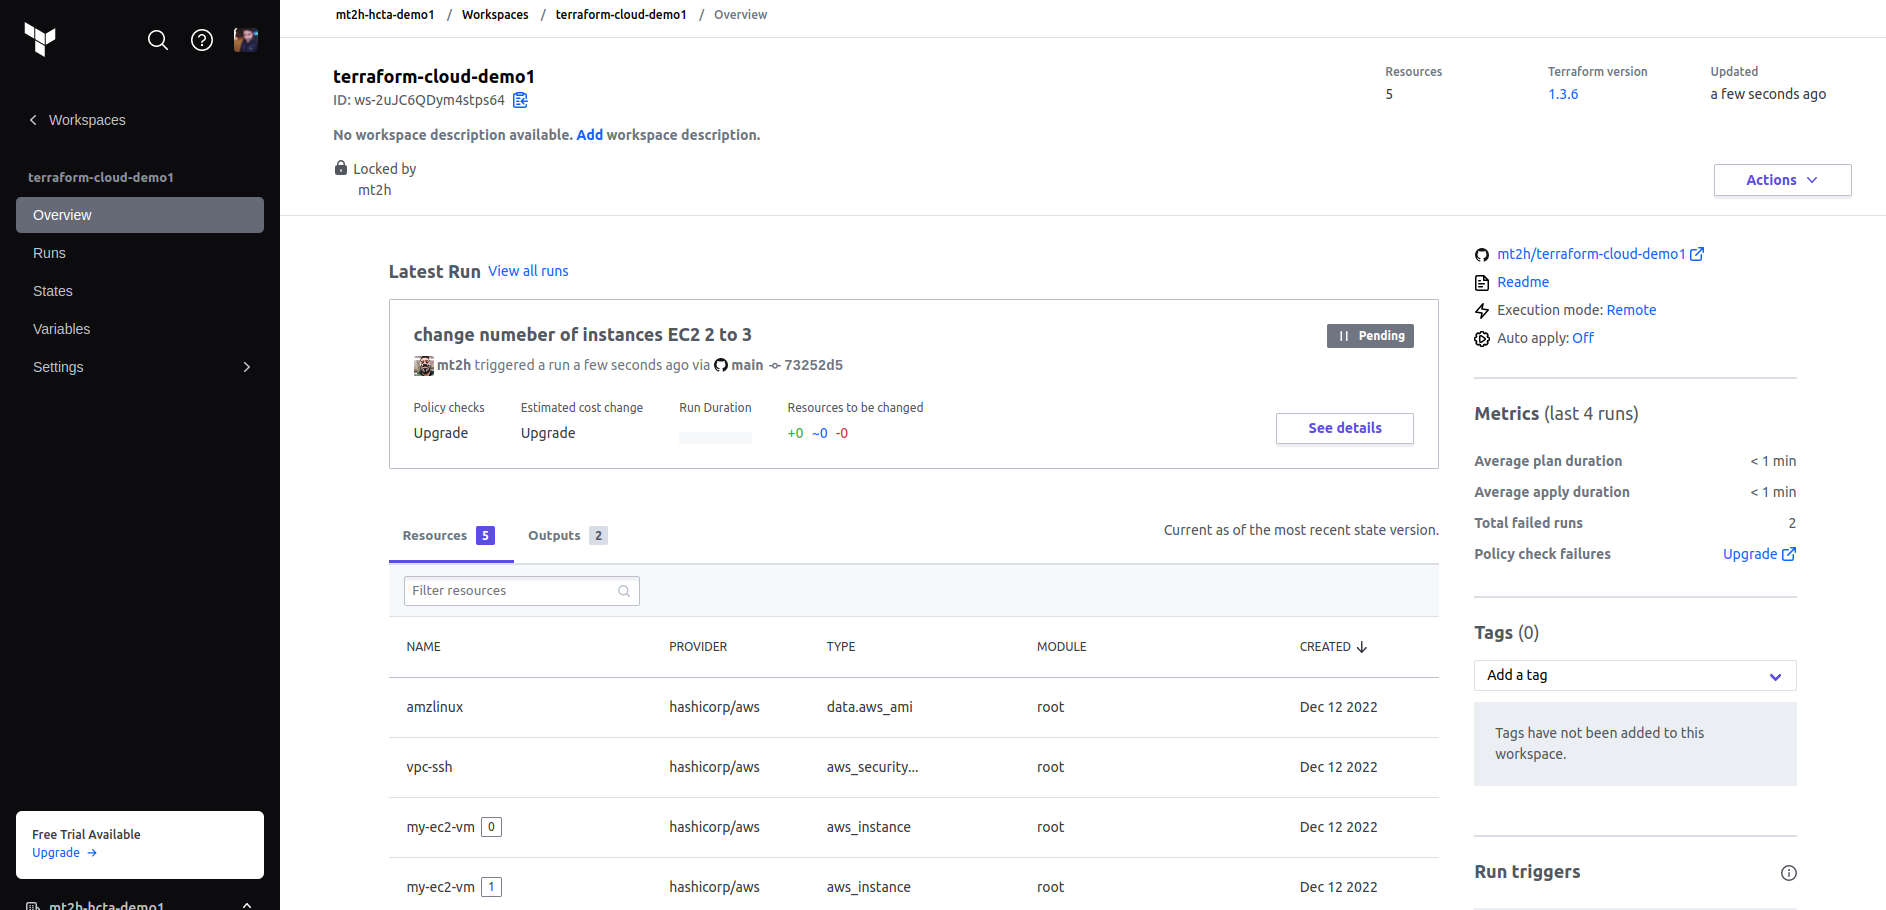 mt2h-hcta-demo1 / Workspaces / terraform-cloud-demo1 / Overview
Workspaces
terraform-cloud-demo1
Overview
Runs
States
Variables
Settings
Free Trial Available
Upgrade →
mt2h-hcta-demo1
terraform-cloud-demo1
ID: ws-2uJC6QDym4stps64
No workspace description available. Add workspace description.
Locked by
mt2h
Resources
5
Terraform version
1.3.6
Updated
a few seconds ago
Actions
Latest Run View all runs
change numeber of instances EC2 2 to 3
Pending
mt2h triggered a run a few seconds ago via main 73252d5
Policy checks
Upgrade
Estimated cost change
Upgrade
Run Duration
Resources to be changed
+0 ~0 -0
See details
Resources 5 Outputs 2
Current as of the most recent state version.
Filter resources
NAME PROVIDER TYPE MODULE CREATED ↓
amzlinux hashicorp/aws data.aws_ami root Dec 12 2022
vpc-ssh hashicorp/aws aws_security... root Dec 12 2022
my-ec2-vm 0 hashicorp/aws aws_instance root Dec 12 2022
my-ec2-vm 1 hashicorp/aws aws_instance root Dec 12 2022
mt2h/terraform-cloud-demo1
Readme
Execution mode: Remote
Auto apply: Off
Metrics (last 4 runs)
Average plan duration < 1 min
Average apply duration < 1 min
Total failed runs 2
Policy check failures Upgrade
Tags (0)
Add a tag
Tags have not been added to this
workspace.
Run triggers